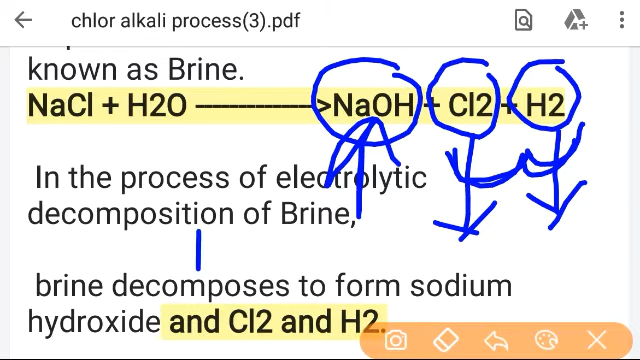 chlor alkali process(3).pdf
known as Brine.
NaCl + H2O ---------------->NaOH + Cl2 + H2
In the process of electrolytic
decomposition of Brine,
brine decomposes to form sodium
hydroxide and Cl2 and H2.